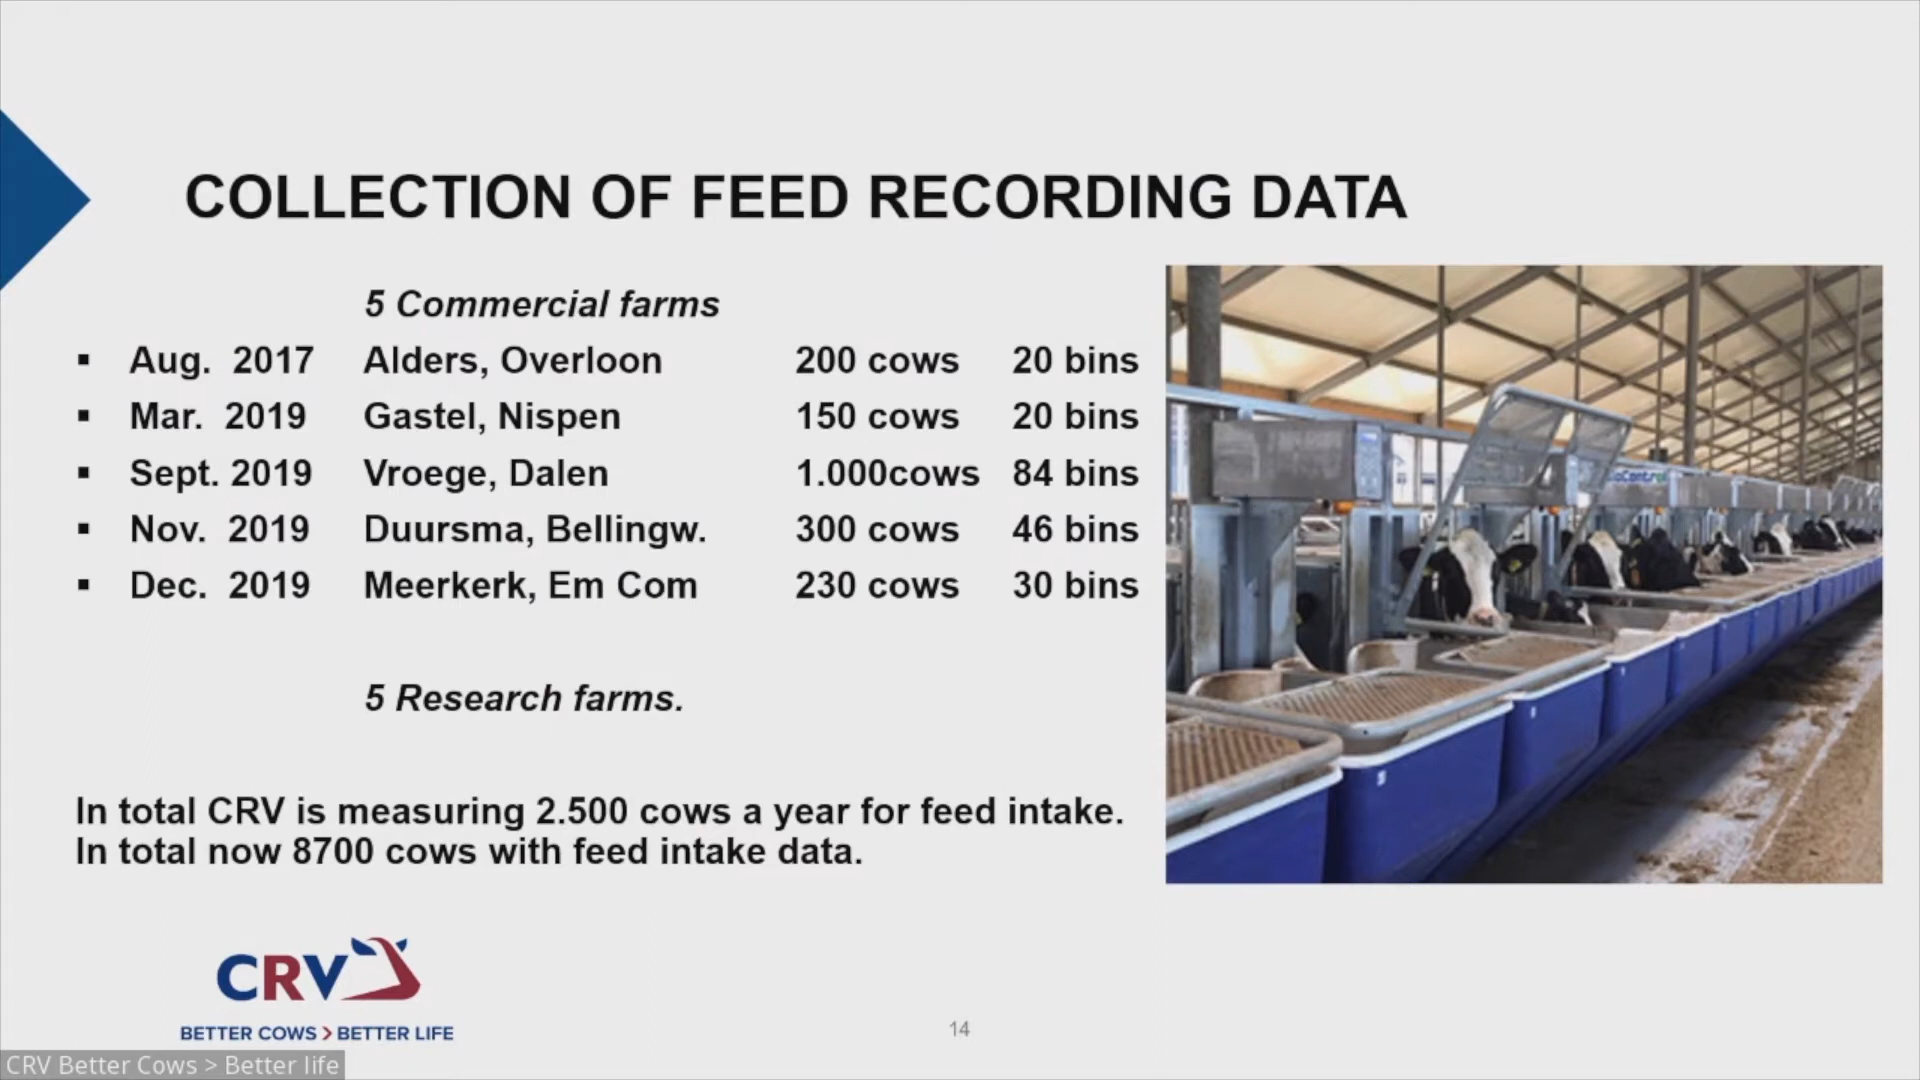 COLLECTION OF FEED RECORDING DATA
5 Commercial farms
▪ Aug. 2017 Alders, Overloon 200 cows 20 bins
▪ Mar. 2019 Gastel, Nispen 150 cows 20 bins
▪ Sept. 2019 Vroege, Dalen 1.000cows 84 bins
▪ Nov. 2019 Duursma, Bellingw. 300 cows 46 bins
▪ Dec. 2019 Meerkerk, Em Com 230 cows 30 bins
5 Research farms.
In total CRV is measuring 2.500 cows a year for feed intake.
In total now 8700 cows with feed intake data.
CRV
BETTER COWS > BETTER LIFE
14
CRV Better Cows > Better life